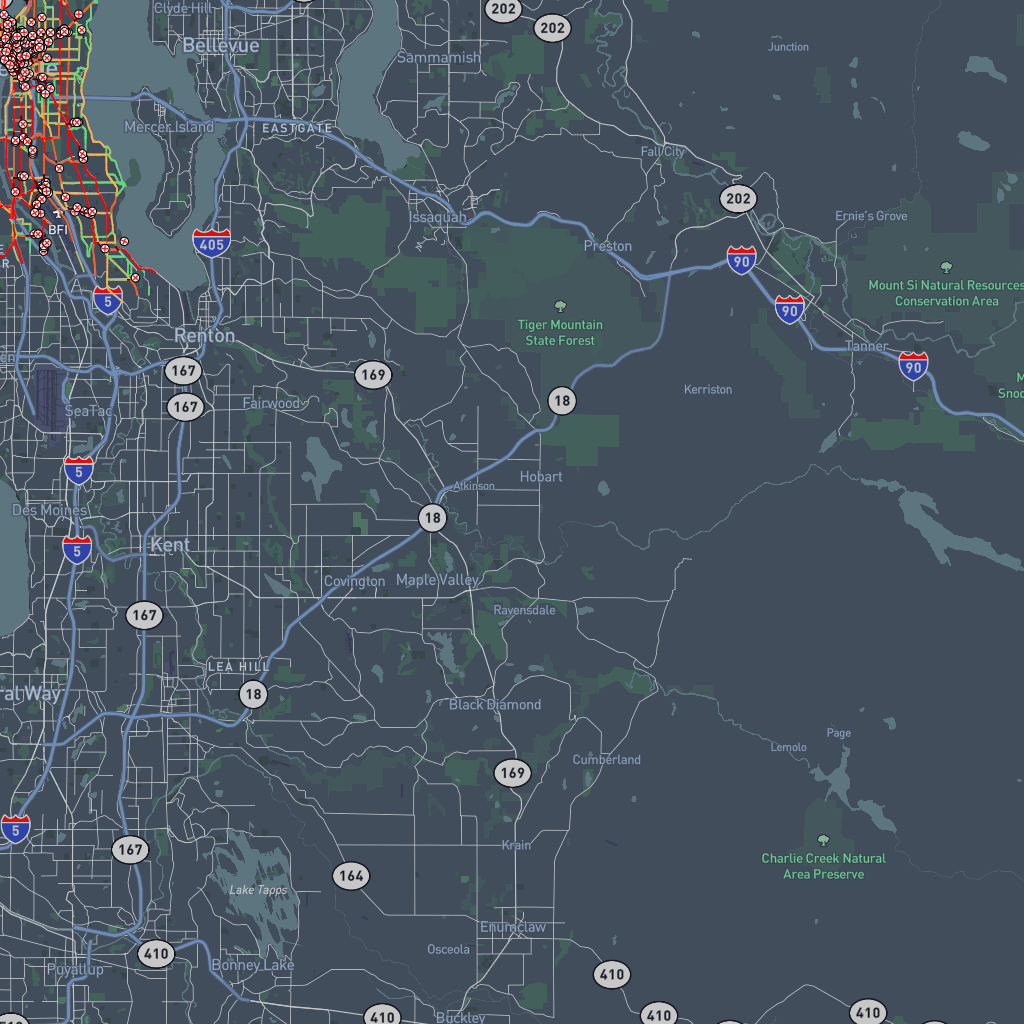 Clyde Hill
202
202
Bellevue
Junction
Sammamish
Mercer Island
EASTGATE
Fall City
202
Issaquah
Ernie's Grove
BFI
405
Preston
90
Mount Si Natural Resources
Conservation Area
5
90
Tiger Mountain
State Forest
Renton
Tanner
90
167
169
Kerriston
18
167
Fairwood
SeaTac
5
Hobart
Atkinson
Des Moines
18
5
Kent
Covington
Maple Valley
167
Ravensdale
LEA HILL
18
ral Way
Black Diamond
Page
Lemolo
Cumberland
169
5
167
Krain
Charlie Creek Natural
Area Preserve
164
Lake Tapps
Enumclaw
Osceola
410
Puyallup
Bonney Lake
410
410
410
410
Buckley